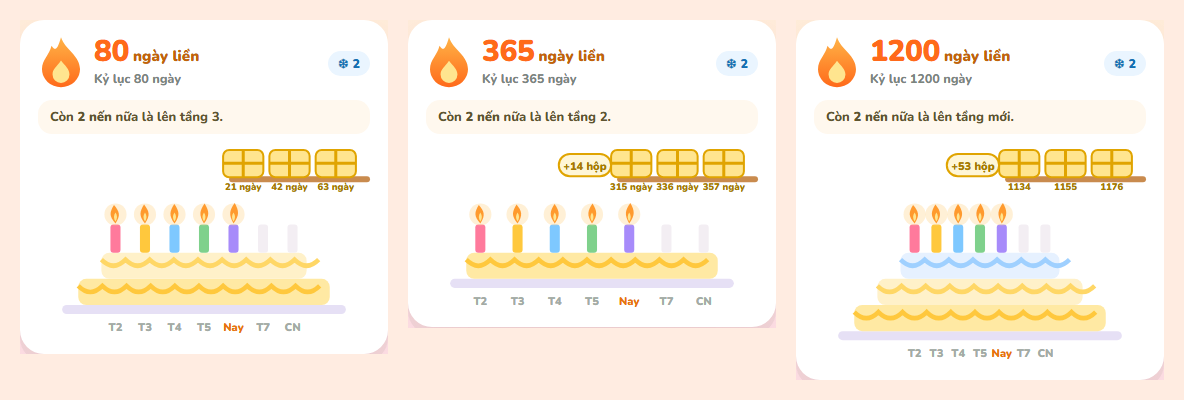 80 ngày liền
Kỷ lục 80 ngày
❄ 2
Còn 2 nến nữa là lên tầng 3.
21 ngày 42 ngày 63 ngày
T2 T3 T4 T5 Nay T7 CN
365 ngày liền
Kỷ lục 365 ngày
❄ 2
Còn 2 nến nữa là lên tầng 2.
+14 hộp
315 ngày 336 ngày 357 ngày
T2 T3 T4 T5 Nay T7 CN
1200 ngày liền
Kỷ lục 1200 ngày
❄ 2
Còn 2 nến nữa là lên tầng mới.
+53 hộp
1134 1155 1176
T2 T3 T4 T5 Nay T7 CN